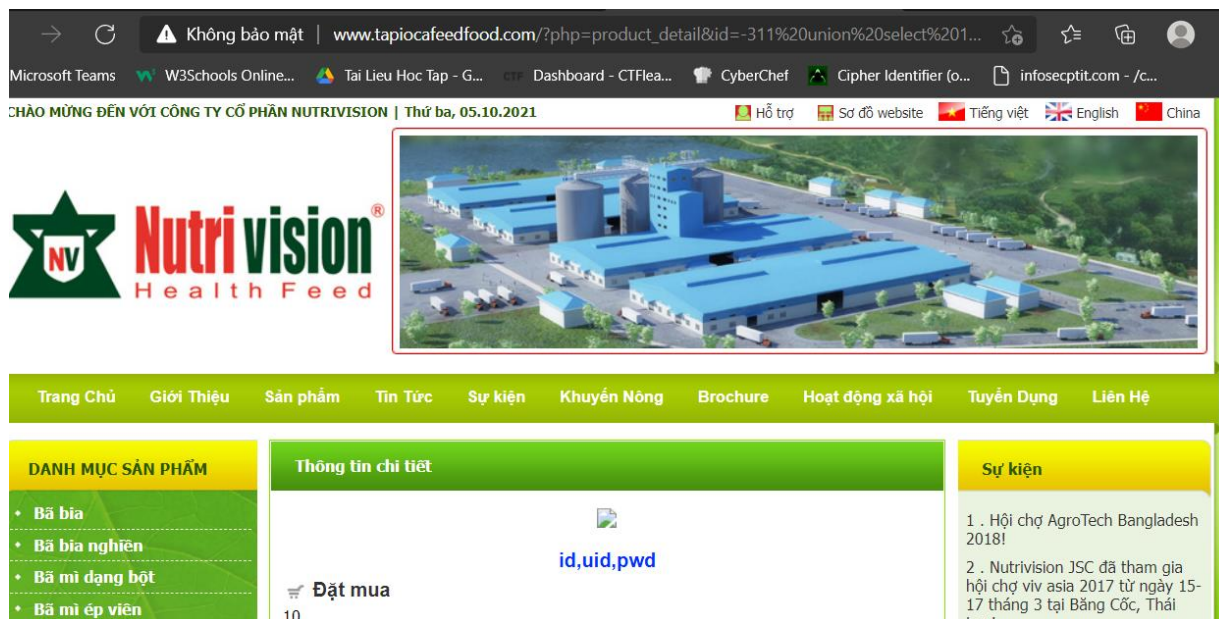 Không bảo mật | www.tapiocafeedfood.com/?php=product_detail&id=-311%20union%20select%201...
Microsoft Teams W3Schools Online... Tai Lieu Hoc Tap - G... CTF Dashboard - CTFlea... CyberChef Cipher Identifier (o... infosecptit.com - /c...
CHÀO MỪNG ĐẾN VỚI CÔNG TY CỔ PHẦN NUTRIVISION | Thứ ba, 05.10.2021 Hỗ trợ Sơ đồ website Tiếng việt English China
NV Nutri vision®
Health Feed
Trang Chủ Giới Thiệu Sản phẩm Tin Tức Sự kiện Khuyến Nông Brochure Hoạt động xã hội Tuyển Dụng Liên Hệ
DANH MỤC SẢN PHẨM
• Bã bia
• Bã bia nghiền
• Bã mì dạng bột
• Bã mì ép viên
Thông tin chi tiết
id,uid,pwd
Đặt mua
10
Sự kiện
1 . Hội chợ AgroTech Bangladesh
2018!
2 . Nutrivision JSC đã tham gia
hội chợ viv asia 2017 từ ngày 15-
17 tháng 3 tại Băng Cốc, Thái